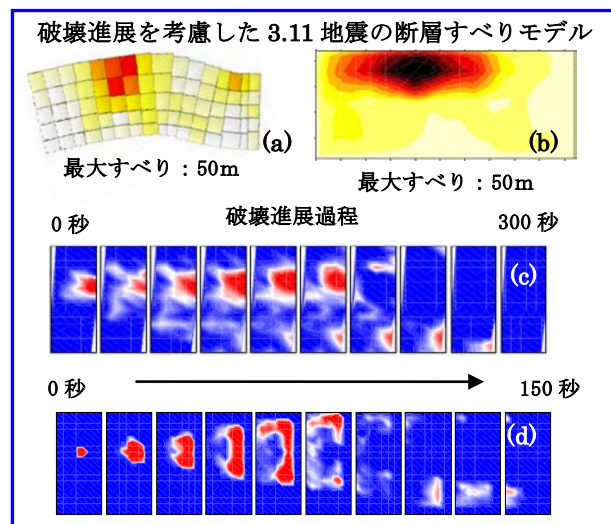 破壊進展を考慮した 3.11 地震の断層すべりモデル
(a)
(b)
最大すべり：50m
最大すべり：50m
0 秒
破壊進展過程
300 秒
(c)
0 秒
150 秒
(d)